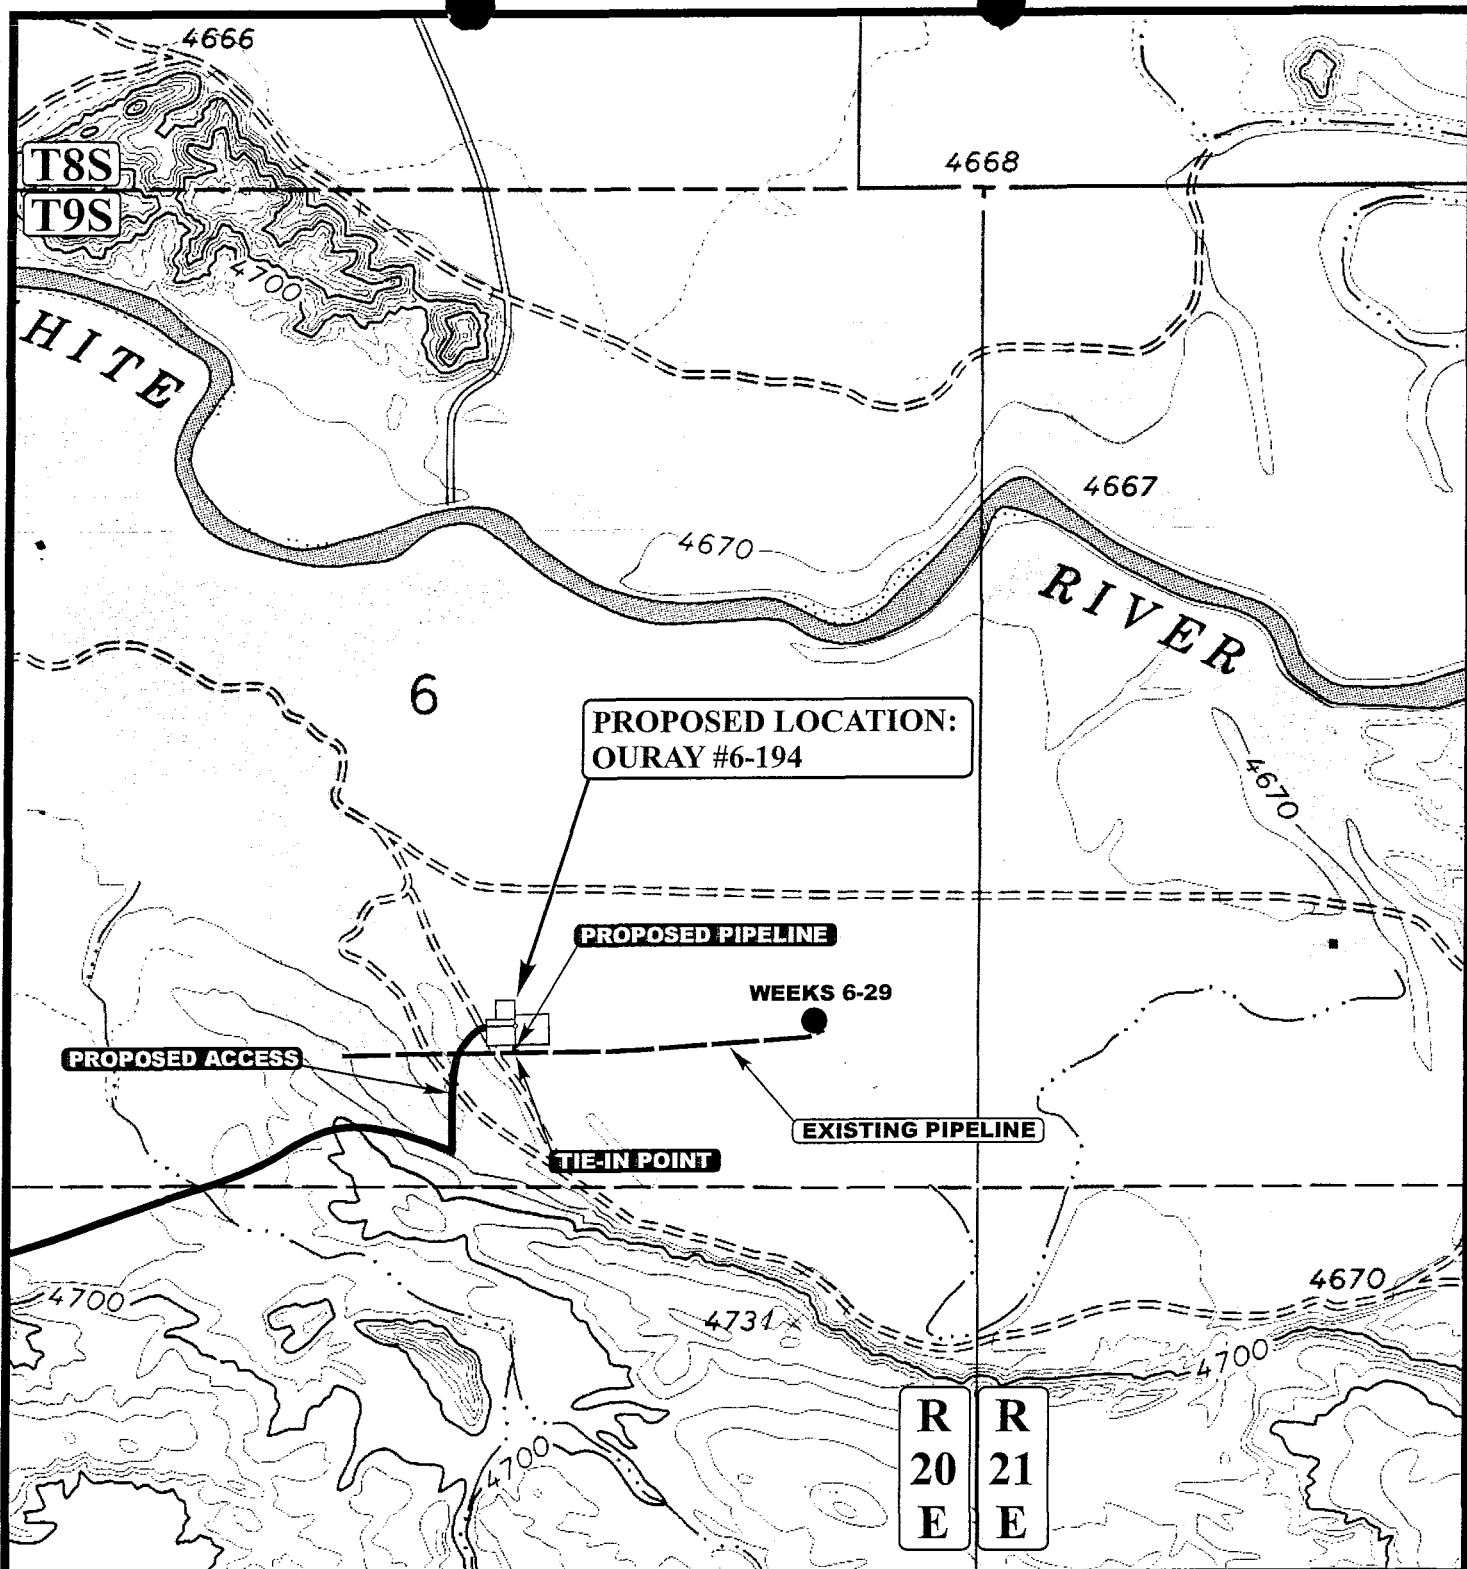 4666
T8S
4668
T9S
4700
HITE
4667
4670
RIVER
6
PROPOSED LOCATION:
OURAY #6-194
4670
PROPOSED PIPELINE
WEEKS 6-29
PROPOSED ACCESS
EXISTING PIPELINE
TIE-IN POINT
4670
4700
4731
4700
4700
R
20
E
R
21
E